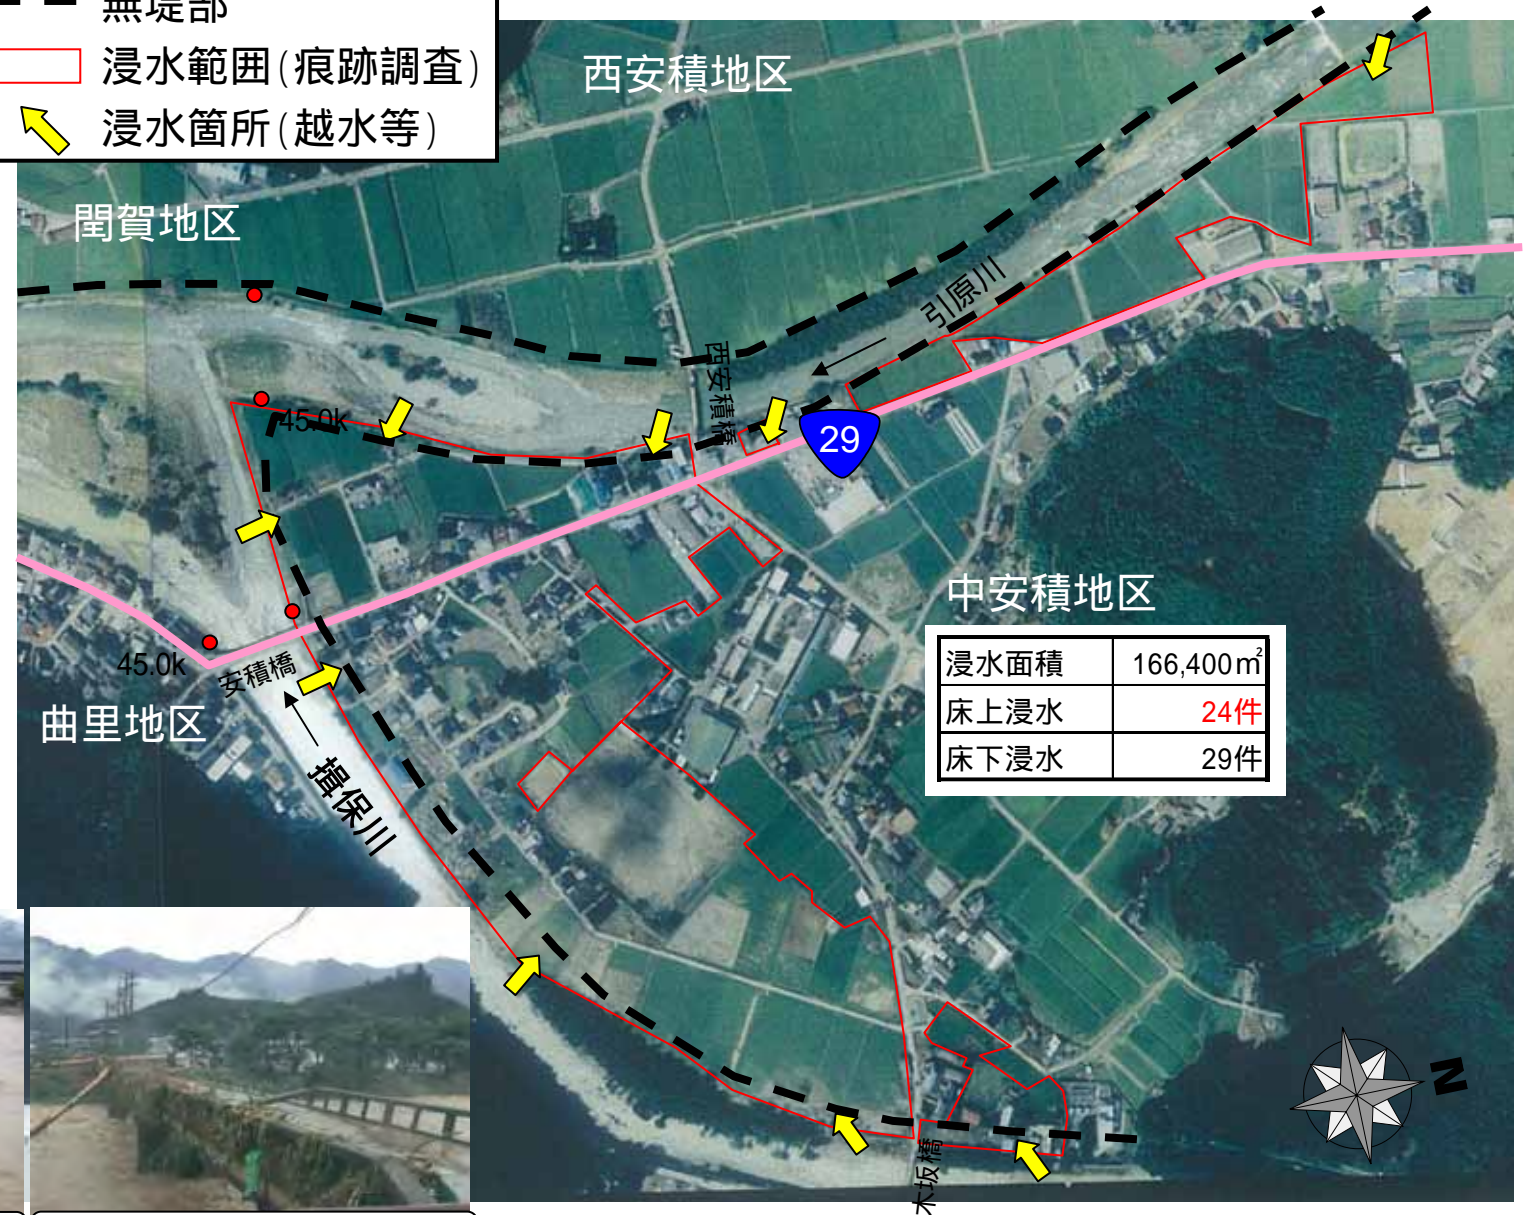 無堤部
浸水範囲(痕跡調査)
浸水箇所(越水等)
西安積地区
閏賀地区
引原川
西安積橋
45.0k
29
中安積地区
浸水面積 166,400㎡
床上浸水 24件
床下浸水 29件
45.0k
安積橋
曲里地区
揖保川
木坂橋
N